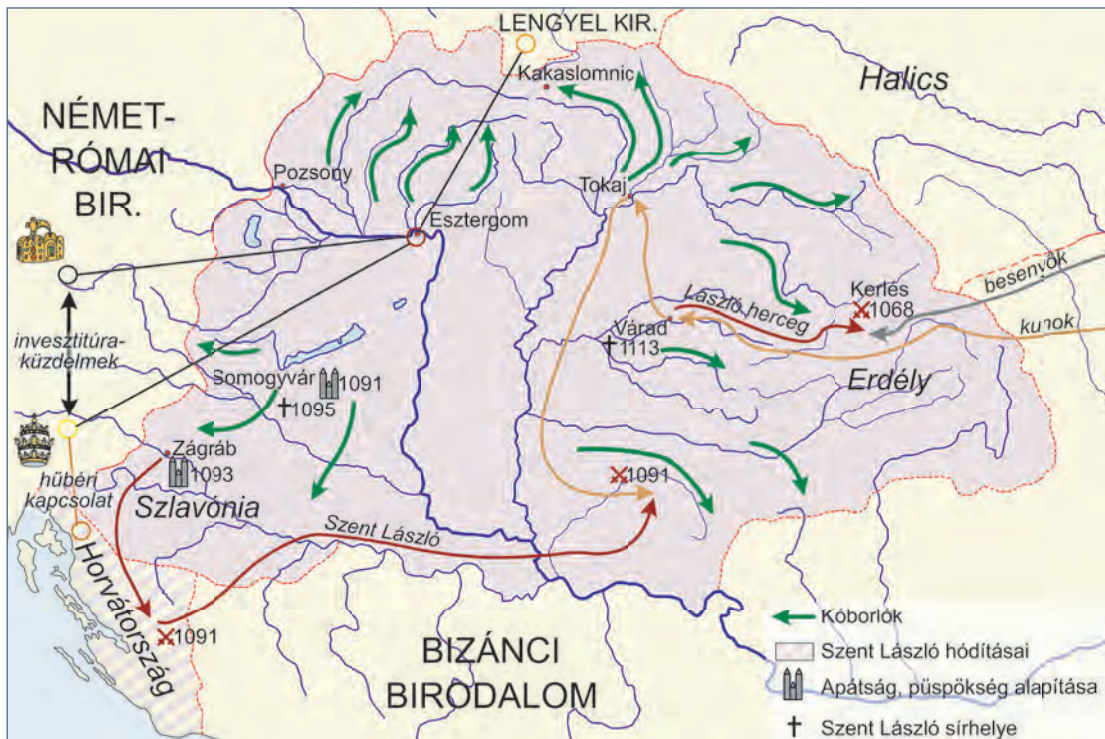 LENGYEL KIR.
Kakaslomnic
Halics
NÉMET-
RÓMAI
BIR.
Pozsony
Tokaj
Esztergom
besenyők
László herceg
Kerlés
1068
kunok
invesztitúra-
küzdelmek
Várad
1113
Erdély
Somogyvár
1091
1095
Zágráb
1093
1091
hűbéri
kapcsolat
Szlavónia
Szent László
Horvátország
1091
BIZÁNCI
BIRODALOM
Kóborlók
Szent László hódításai
Apátság, püspökség alapítása
Szent László sírhelye